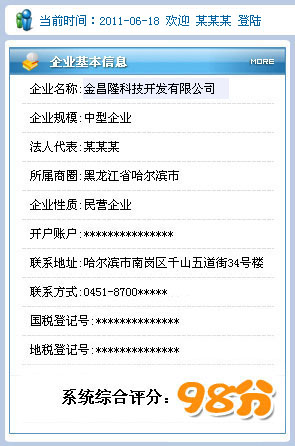 当前时间：2011-06-18 欢迎 某某某 登陆
企业基本信息 MORE
企业名称:金昌隆科技开发有限公司
企业规模:中型企业
法人代表:某某某
所属商圈:黑龙江省哈尔滨市
企业性质:民营企业
开户账户:***************
联系地址:哈尔滨市南岗区千山五道街34号楼
联系方式:0451-8700*****
国税登记号:**************
地税登记号:**************
系统综合评分：98分